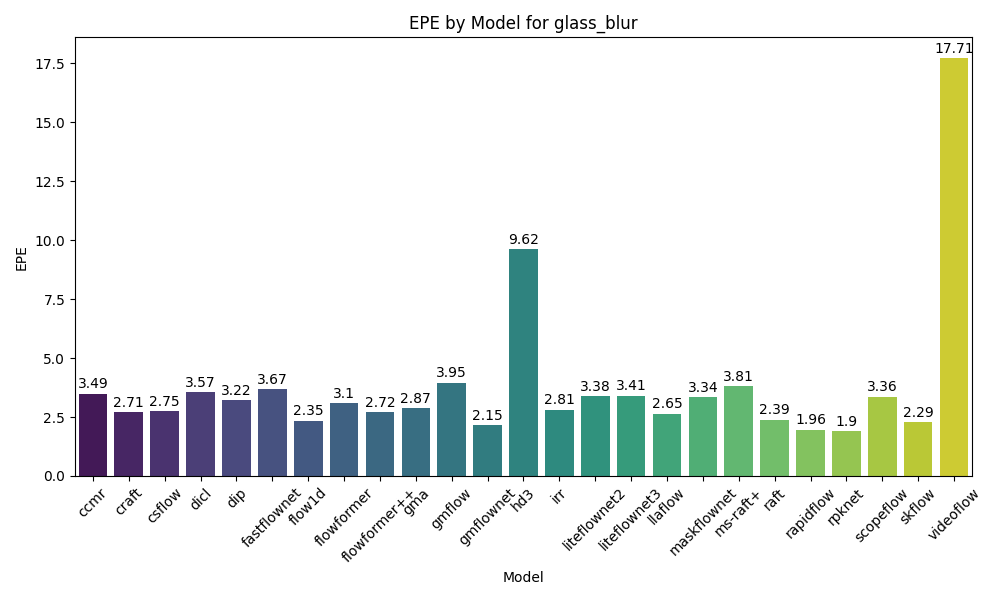 EPE by Model for glass_blur
EPE
17.5
15.0
12.5
10.0
7.5
5.0
2.5
0.0
3.49
2.71
2.75
3.57
3.22
3.67
2.35
3.1
2.72
2.87
3.95
2.15
9.62
2.81
3.38
3.41
2.65
3.34
3.81
2.39
1.96
1.9
3.36
2.29
17.71
ccmr
craft
csflow
dicl
dip
fastflownet
flow1d
flowformer
flowformer++
gma
gmflow
gmflownet
hd3
irr
liteflownet2
liteflownet3
llaflow
maskflownet
ms-raft+
raft
rapidflow
rpknet
scopeflow
skflow
videoflow
Model